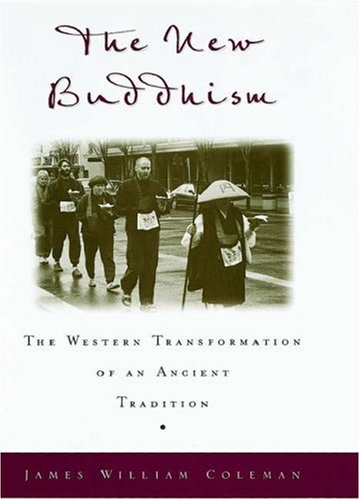 The New
Buddhism
THE WESTERN TRANSFORMATION
OF AN ANCIENT
TRADITION
•
JAMES WILLIAM COLEMAN